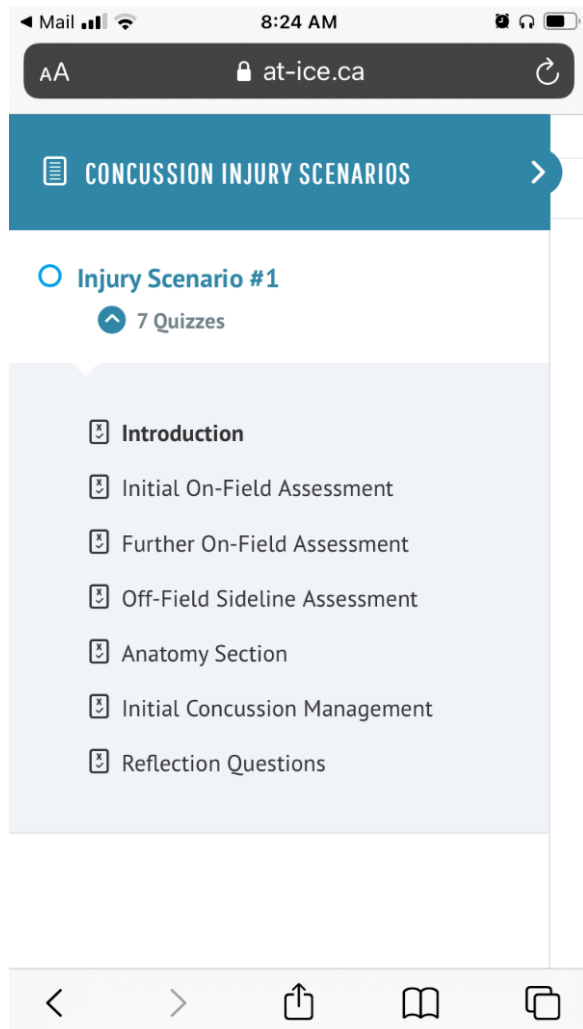 Mail
8:24 AM
AA at-ice.ca
CONCUSSION INJURY SCENARIOS
Injury Scenario #1
7 Quizzes
Introduction
Initial On-Field Assessment
Further On-Field Assessment
Off-Field Sideline Assessment
Anatomy Section
Initial Concussion Management
Reflection Questions